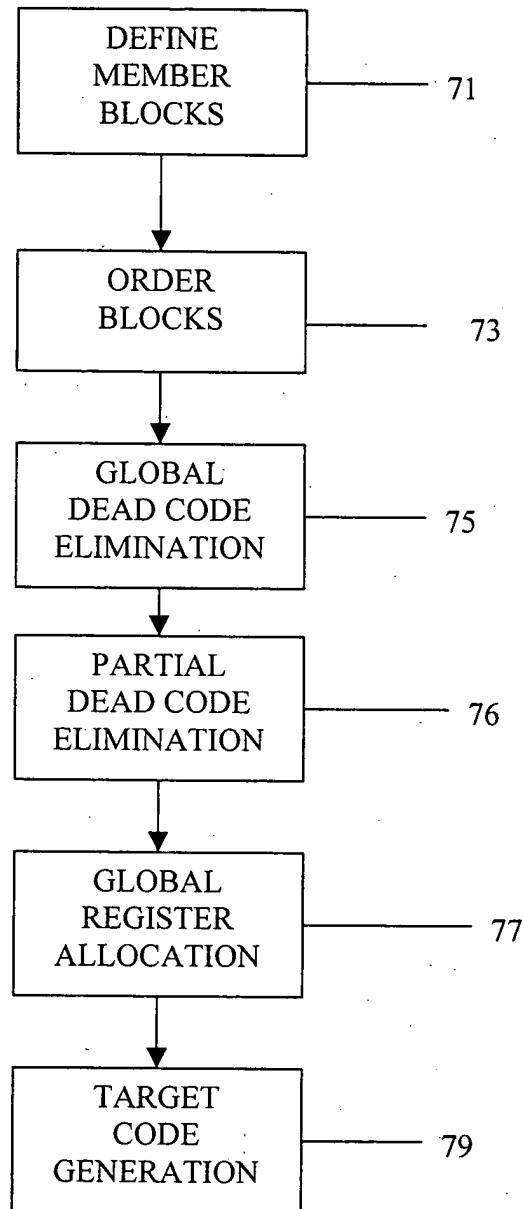 DEFINE
MEMBER
BLOCKS
71
ORDER
BLOCKS
73
GLOBAL
DEAD CODE
ELIMINATION
75
PARTIAL
DEAD CODE
ELIMINATION
76
GLOBAL
REGISTER
ALLOCATION
77
TARGET
CODE
GENERATION
79